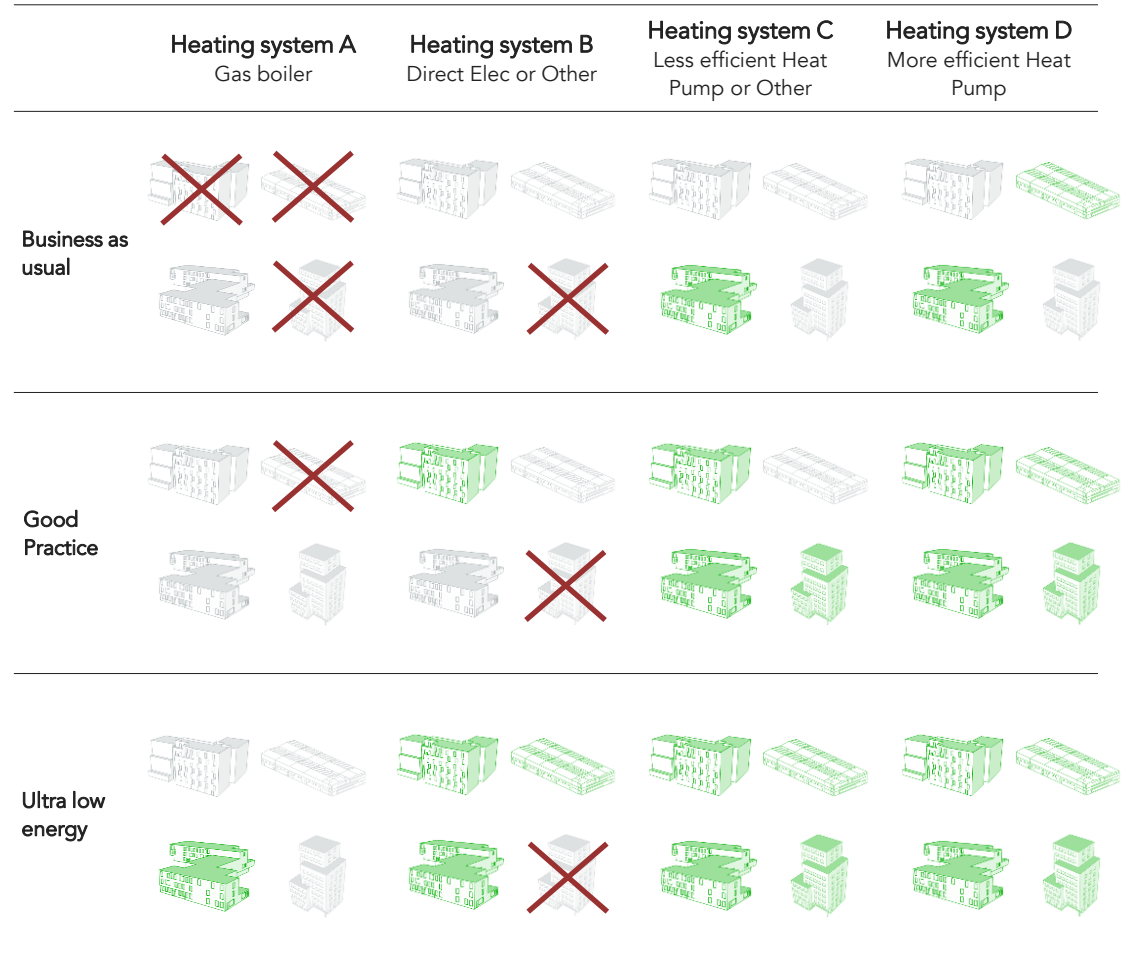 Heating system A
Gas boiler
Heating system B
Direct Elec or Other
Heating system C
Less efficient Heat
Pump or Other
Heating system D
More efficient Heat
Pump
Business as
usual
Good
Practice
Ultra low
energy